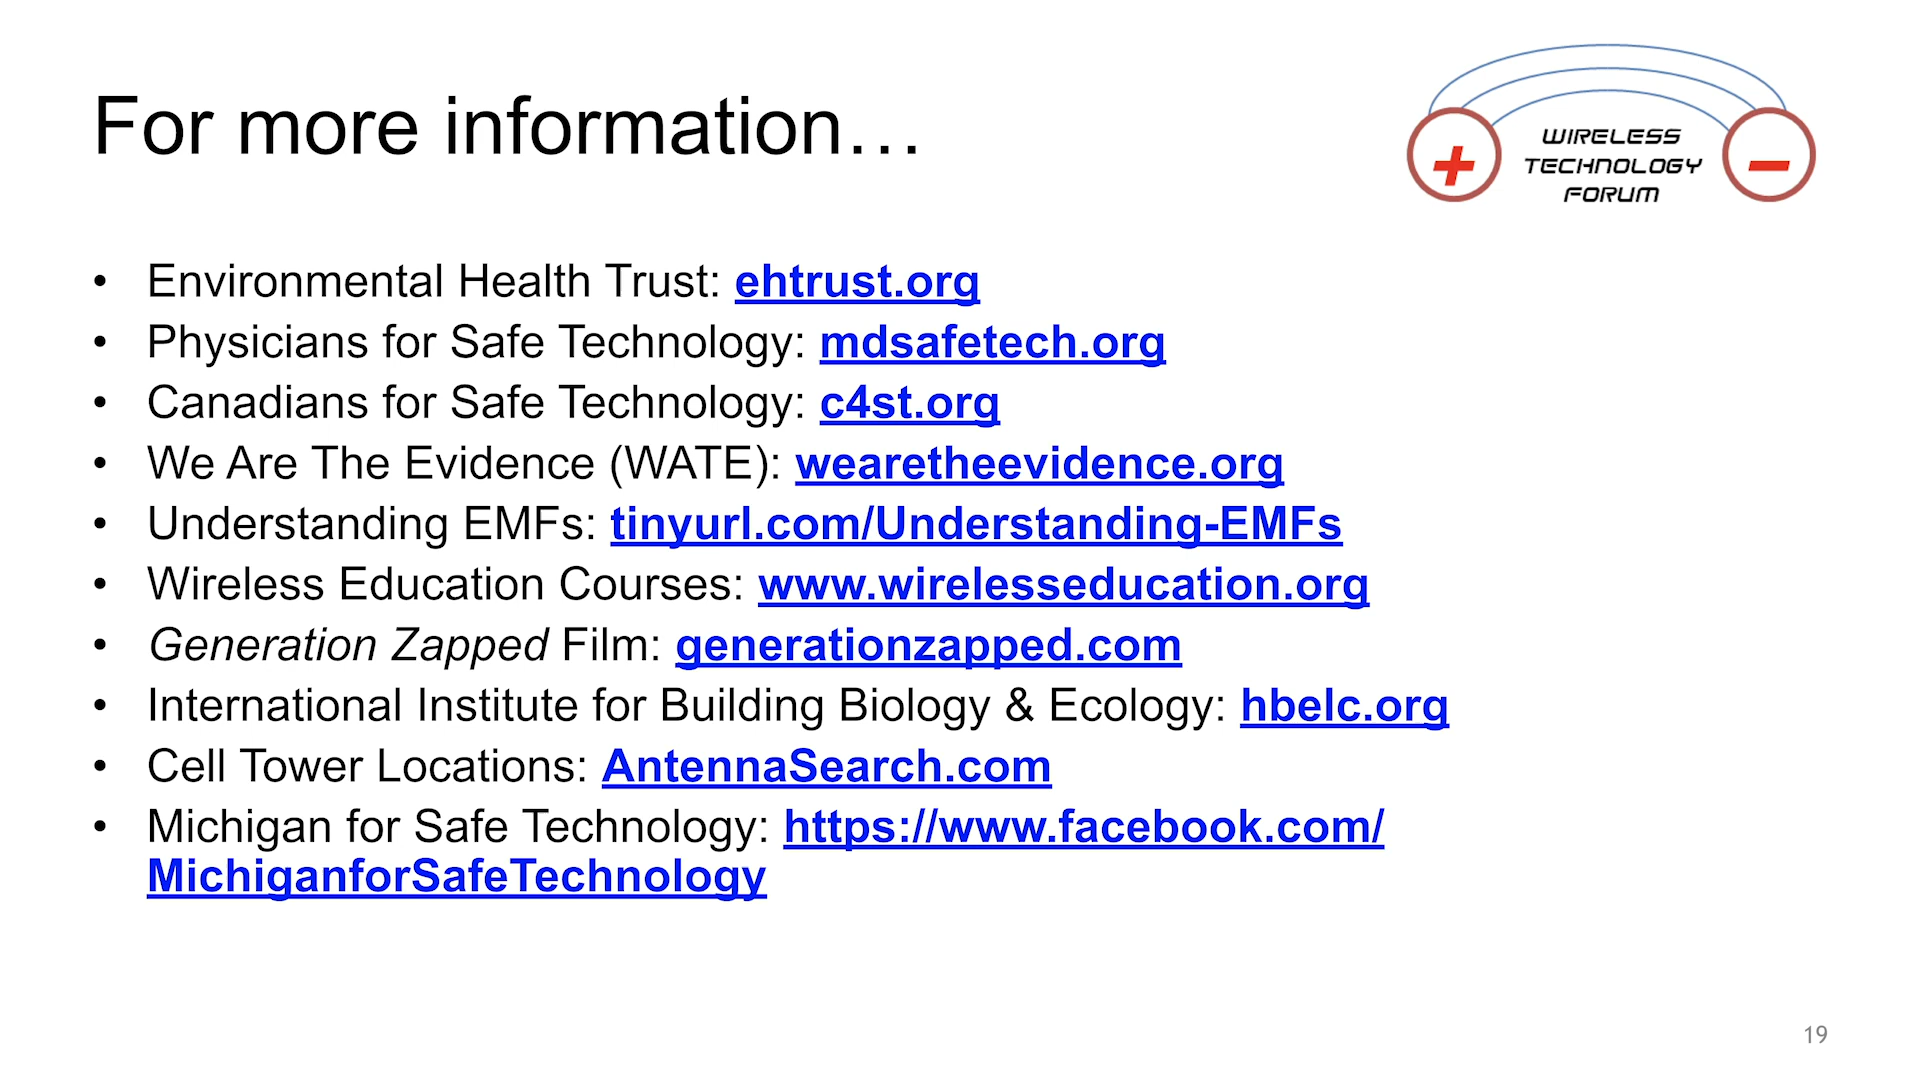 For more information…
WIRELESS
TECHNOLOGY
FORUM
• Environmental Health Trust: ehtrust.org
• Physicians for Safe Technology: mdsafetech.org
• Canadians for Safe Technology: c4st.org
• We Are The Evidence (WATE): wearetheevidence.org
• Understanding EMFs: tinyurl.com/Understanding-EMFs
• Wireless Education Courses: www.wirelesseducation.org
• Generation Zapped Film: generationzapped.com
• International Institute for Building Biology & Ecology: hbelc.org
• Cell Tower Locations: AntennaSearch.com
• Michigan for Safe Technology: https://www.facebook.com/
MichiganforSafeTechnology
19